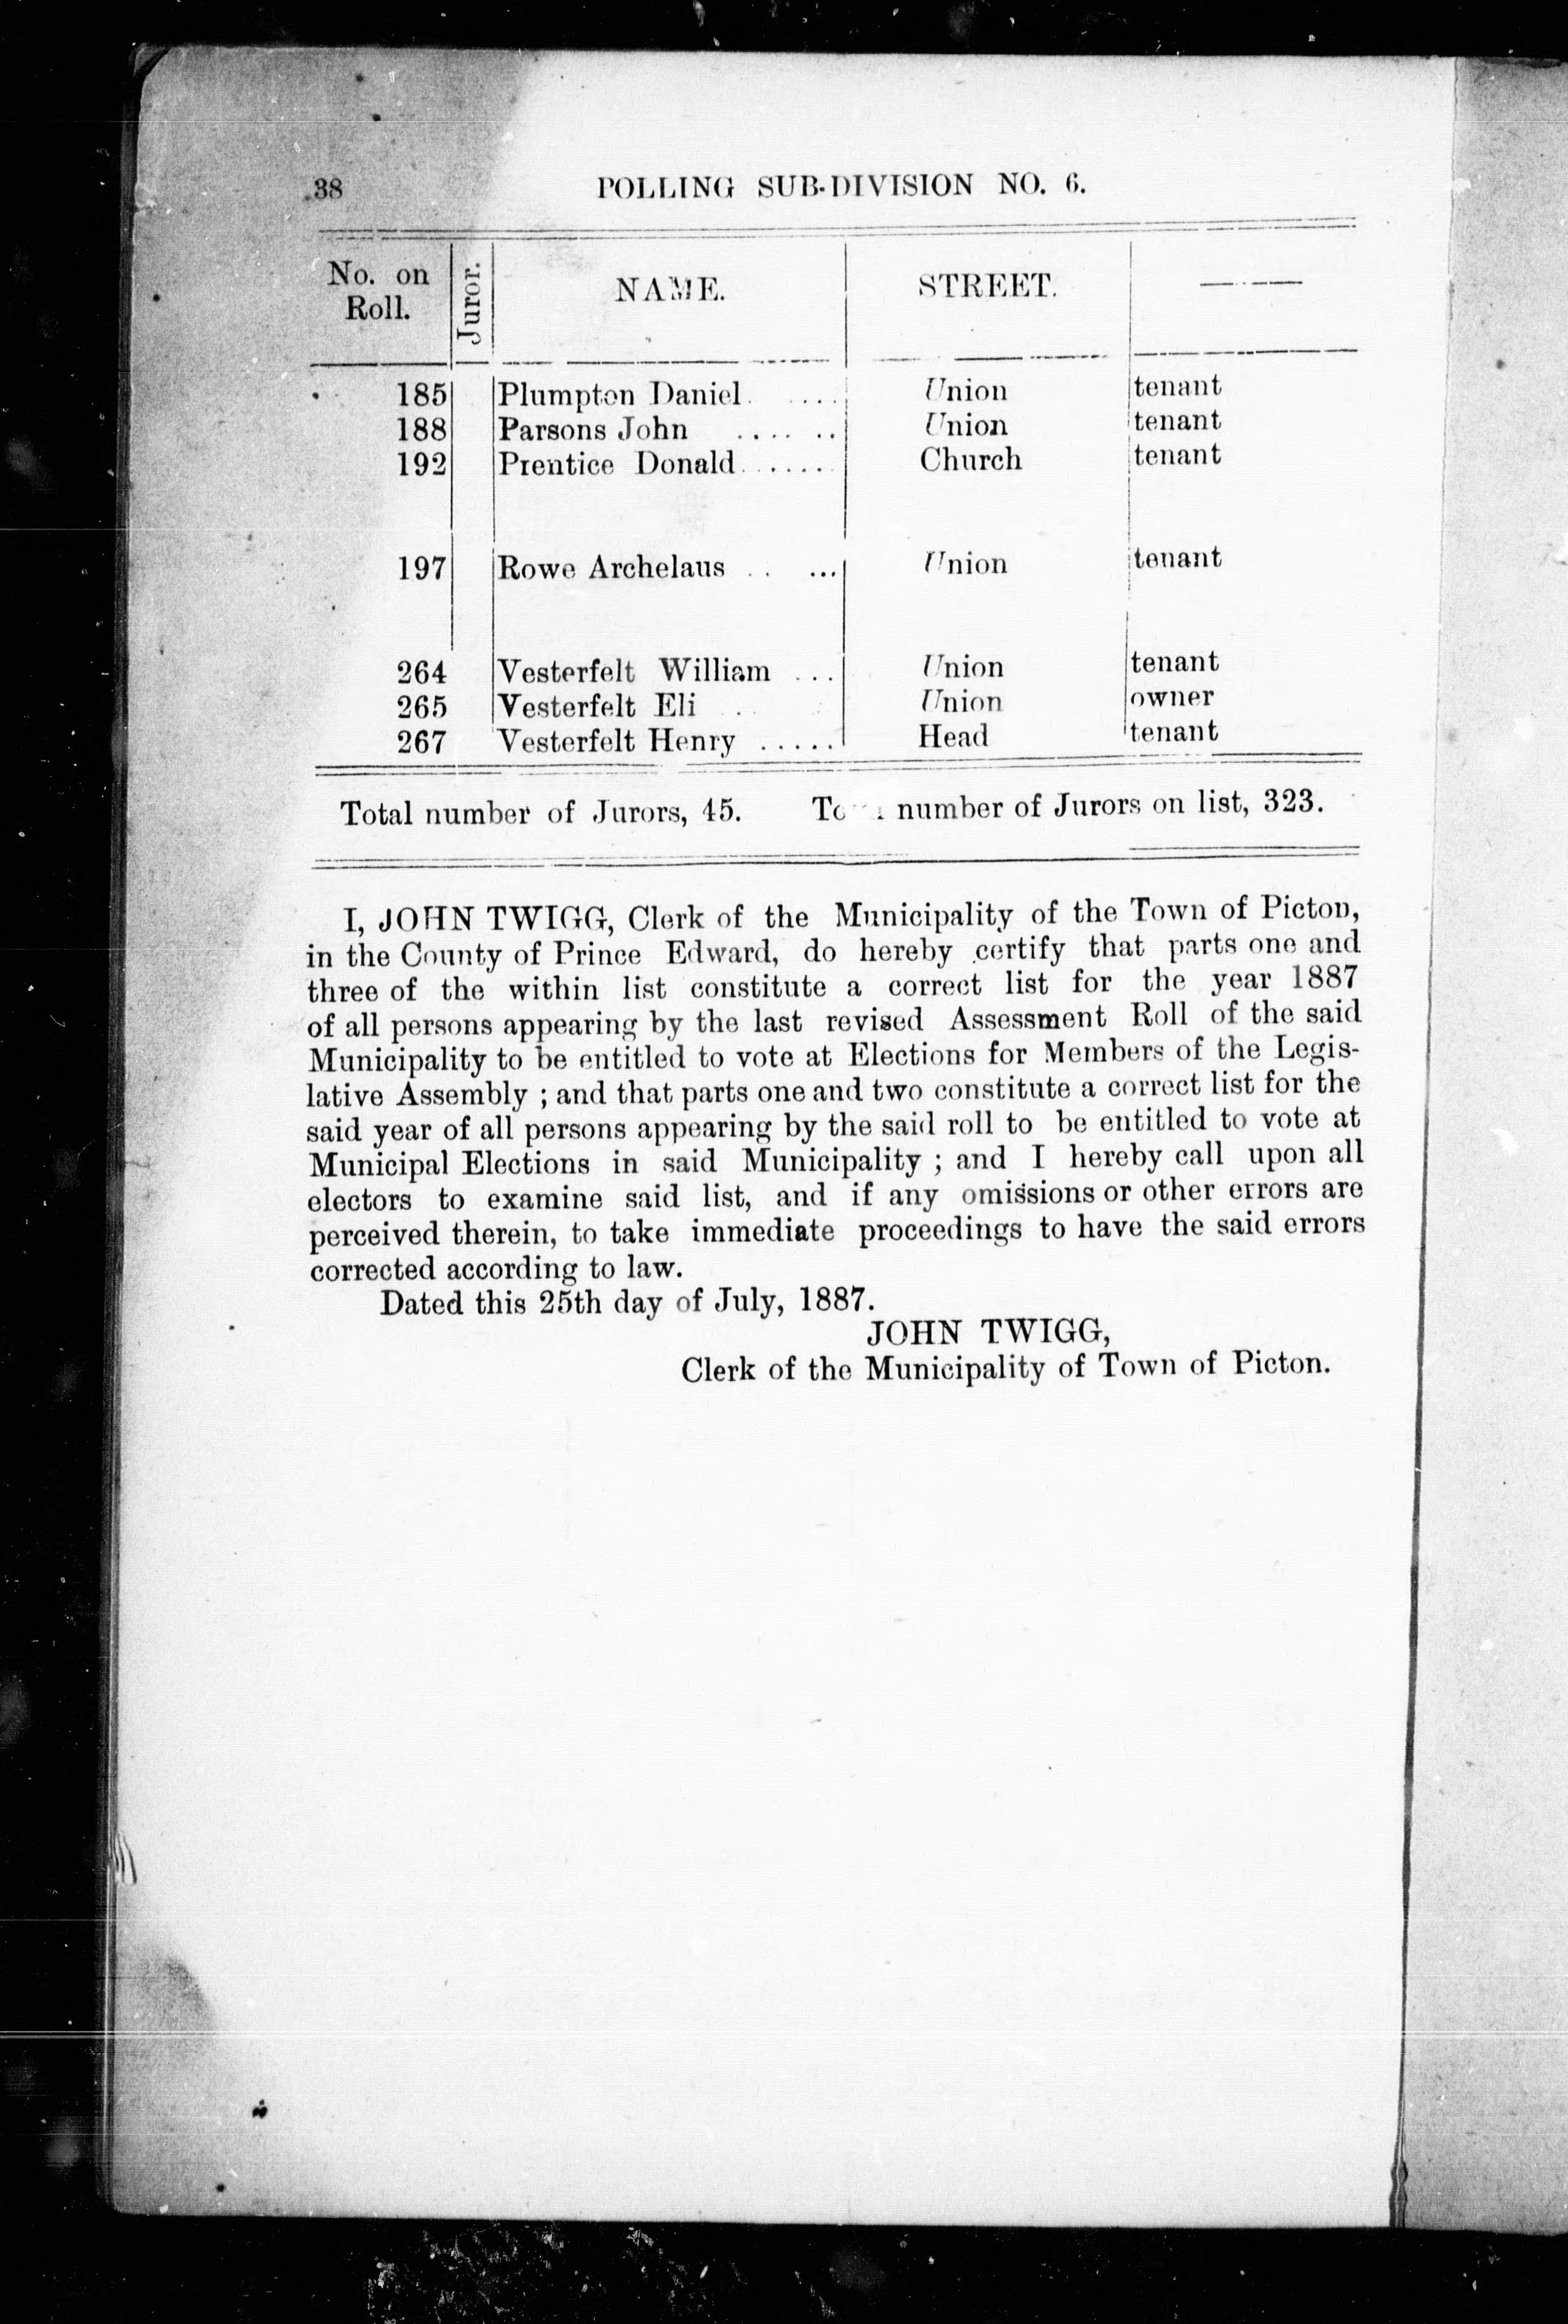 38 POLLING SUB-DIVISION NO. 6.
No. on Roll. Juror. NAME. STREET.
185 Plumpton Daniel. .... Union tenant
188 Parsons John .... .. Union tenant
192 Prentice Donald....... Church tenant
197 Rowe Archelaus . . ... Union tenant
264 Vesterfelt William ... Union tenant
265 Vesterfelt Eli . Union owner
267 Vesterfelt Henry ..... Head tenant
Total number of Jurors, 45. number of Jurors on list, 323.
I, JOHN TWIGG, Clerk of the Municipality of the Town of Picton,
in the County of Prince Edward, do hereby certify that parts one and
three of the within list constitute a correct list for the year 1887
of all persons appearing by the last revised Assessment Roll of the said
Municipality to be entitled to vote at Elections for Members of the Legis-
lative Assembly ; and that parts one and two constitute a correct list for the
said year of all persons appearing by the said roll to be entitled to vote at
Municipal Elections in said Municipality ; and I hereby call upon all
electors to examine said list, and if any omissions or other errors are
perceived therein, to take immediate proceedings to have the said errors
corrected according to law.
Dated this 25th day of July, 1887.
JOHN TWIGG,
Clerk of the Municipality of Town of Picton.